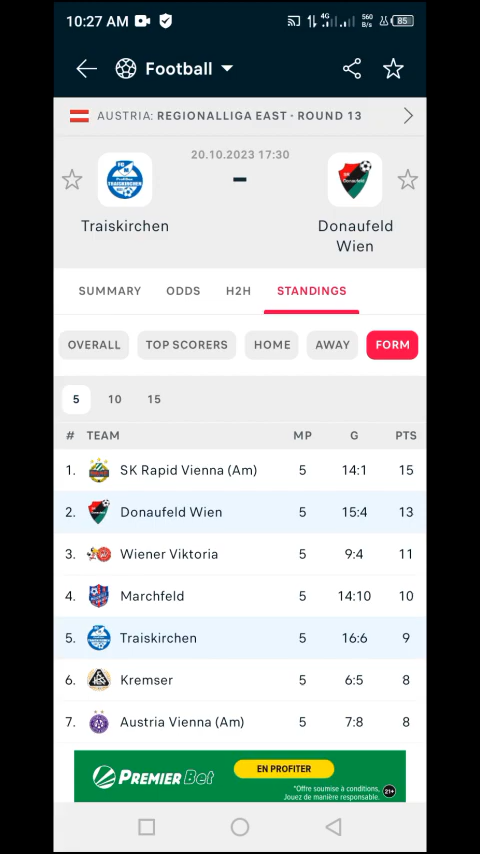 10:27 AM 4G 560 B/s 85
Football
AUSTRIA: REGIONALLIGA EAST - ROUND 13
20.10.2023 17:30
-
Traiskirchen Donaufeld Wien
SUMMARY ODDS H2H STANDINGS
OVERALL TOP SCORERS HOME AWAY FORM
5 10 15
# TEAM MP G PTS
1. SK Rapid Vienna (Am) 5 14:1 15
2. Donaufeld Wien 5 15:4 13
3. Wiener Viktoria 5 9:4 11
4. Marchfeld 5 14:10 10
5. Traiskirchen 5 16:6 9
6. Kremser 5 6:5 8
7. Austria Vienna (Am) 5 7:8 8
PREMIER Bet EN PROFITER
*Offre soumise à conditions,
Jouez de manière responsable. 21+